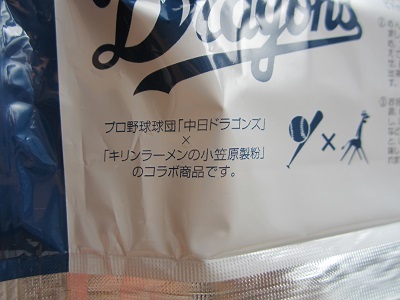 Dragons
プロ野球球団「中日ドラゴンズ」
×
「キリンラーメンの小笠原製粉」
のコラボ商品です。
×